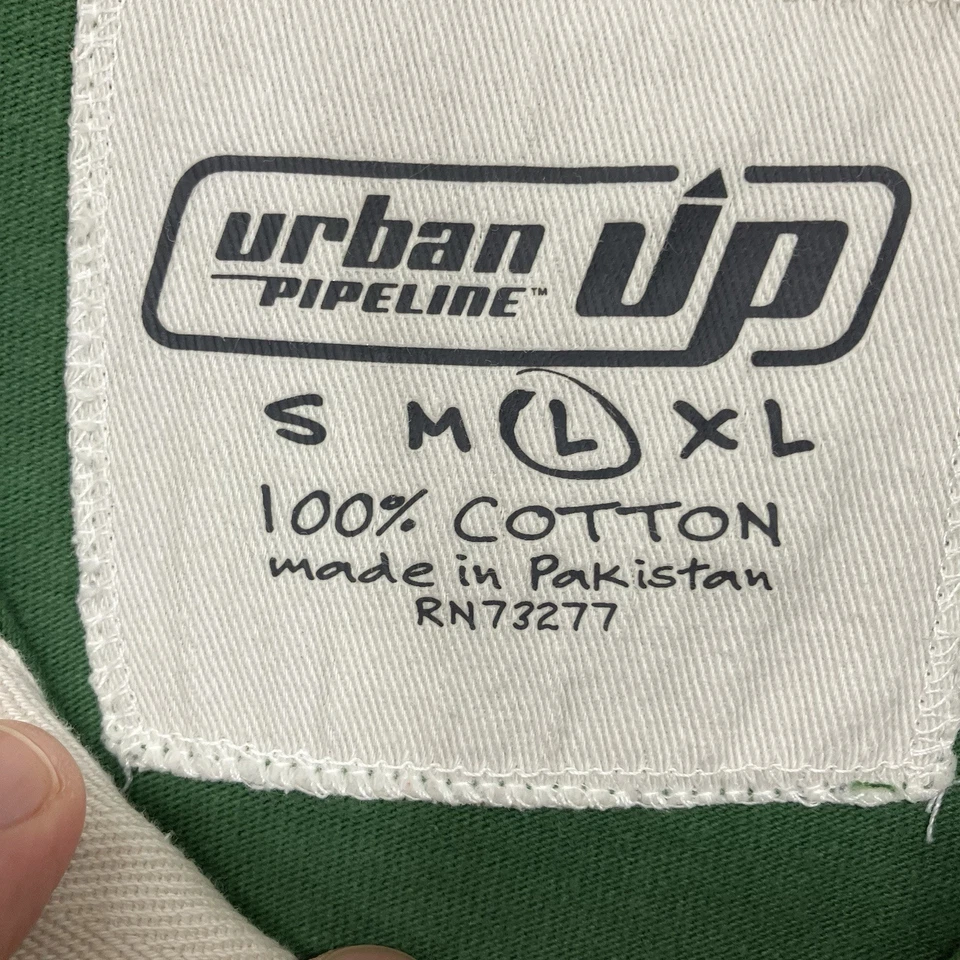 urban UP
PIPELINE™
S M L XL
100% COTTON
made in Pakistan
RN73277